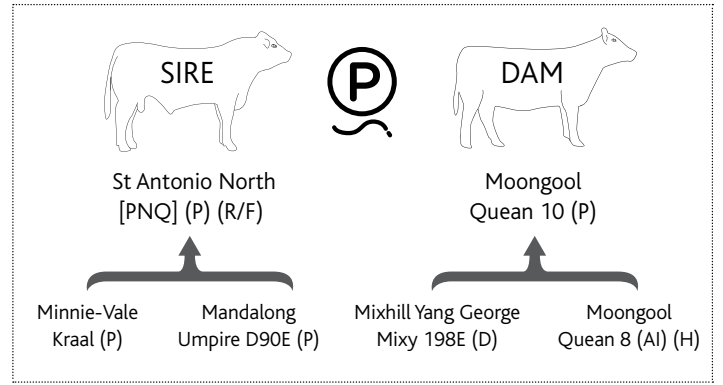 SIRE
P
DAM
St Antonio North
[PNQ] (P) (R/F)
Moongool
Quean 10 (P)
Minnie-Vale
Kraal (P)
Mandalong
Umpire D90E (P)
Mixhill Yang George
Mixy 198E (D)
Moongool
Quean 8 (AI) (H)